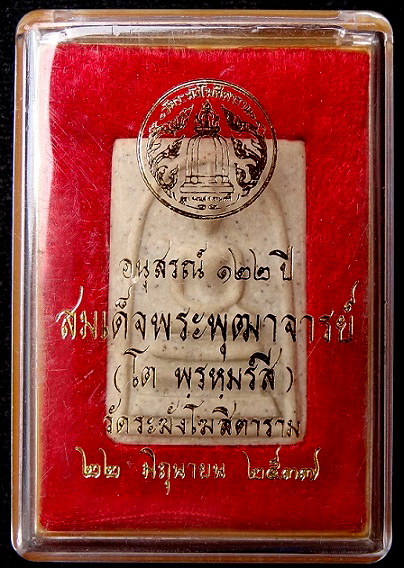 อนุสรณ์ ๑๒๒ ปี
สมเด็จพระพุฒาจารย์
( โต พฺรหฺมรํสี )
วัดระฆังโฆสิตาราม
๒๒ มิถุนายน ๒๕๓๗